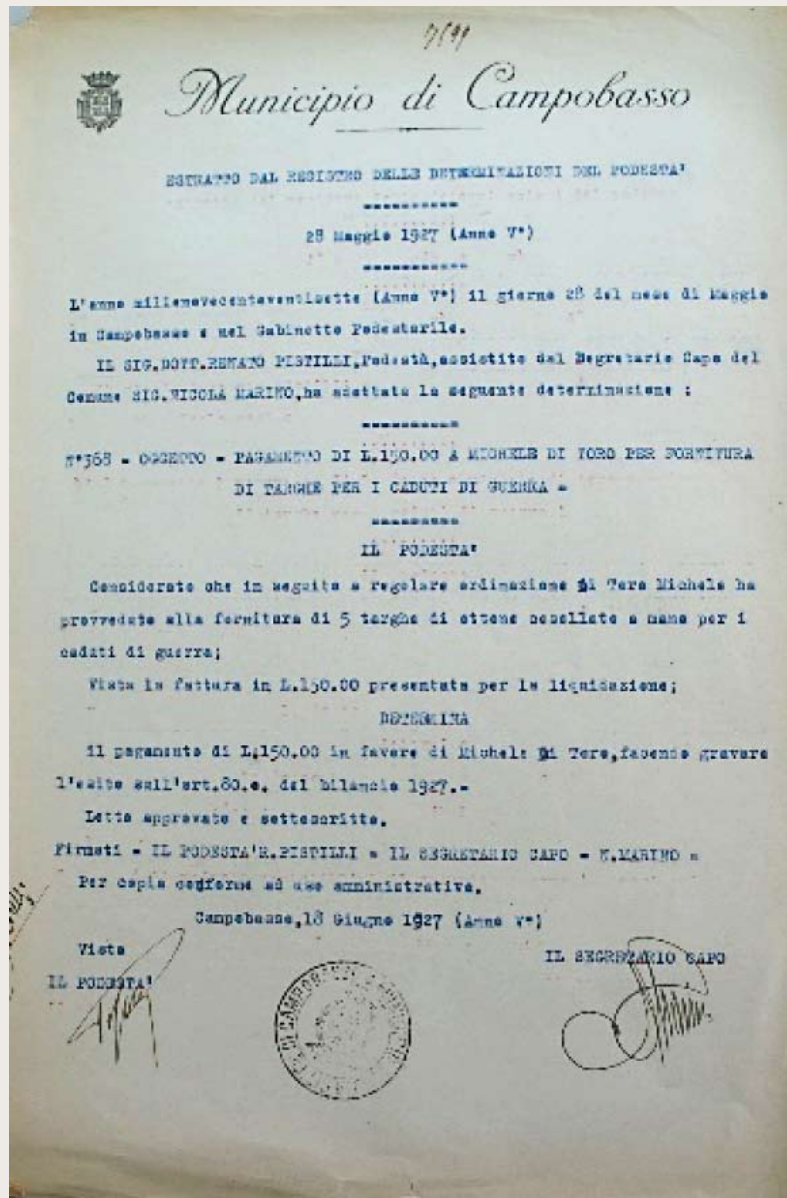 Municipio di Campobasso
ESTRATTO DAL REGISTRO DELLE DETERMINAZIONI DEL PODESTA'
28 Maggio 1927 (Anno V°)
L'anno millenovecentoventisette (Anno V°) il giorno 28 del mese di Maggio
in Campobasso e nel Gabinetto Podestarile.
IL SIG.DOTT.RENATO PISTILLI,Podestà,assistito dal Segretario Capo del
Comune SIG.NICOLA MARINO,ha adottato la seguente determinazione :
N°368 = OGGETTO = PAGAMENTO DI L.150.00 A MICHELE DI TORO PER FORNITURA
DI TARGHE PER I CADUTI DI GUERRA =
IL PODESTA'
Considerato che in seguito a regolare ordinazione Di Toro Michele ha
provveduto alla fornitura di 5 targhe di ottone cesellate a mano per i
caduti di guerra;
Vista la fattura in L.150.00 presentata per la liquidazione;
DETERMINA
il pagamento di L.150.00 in favore di Michele Di Toro,facendo gravare
l'esito sull'art.80.e. del bilancio 1927.-
Letto approvato e sottoscritto.
Firmati = IL PODESTA'R.PISTILLI = IL SEGRETARIO CAPO = N.MARINO =
Per copia conforme ad uso amministrativo.
Campobasso,18 Giugno 1927 (Anno V°)
Visto
IL PODESTA'
IL SEGRETARIO CAPO